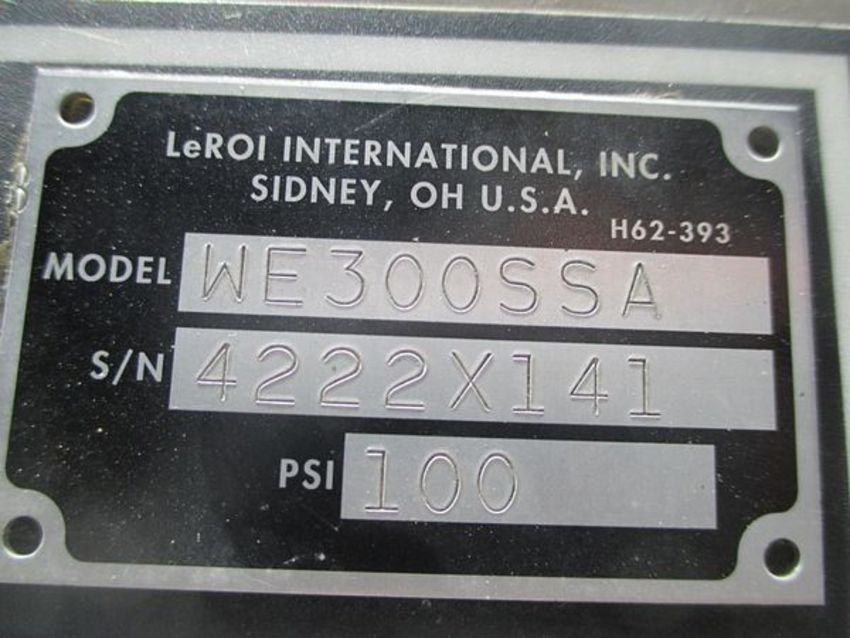 LeROI INTERNATIONAL, INC.
SIDNEY, OH U.S.A.
H62-393
MODEL WE300SSA
S/N 4222X141
PSI 100